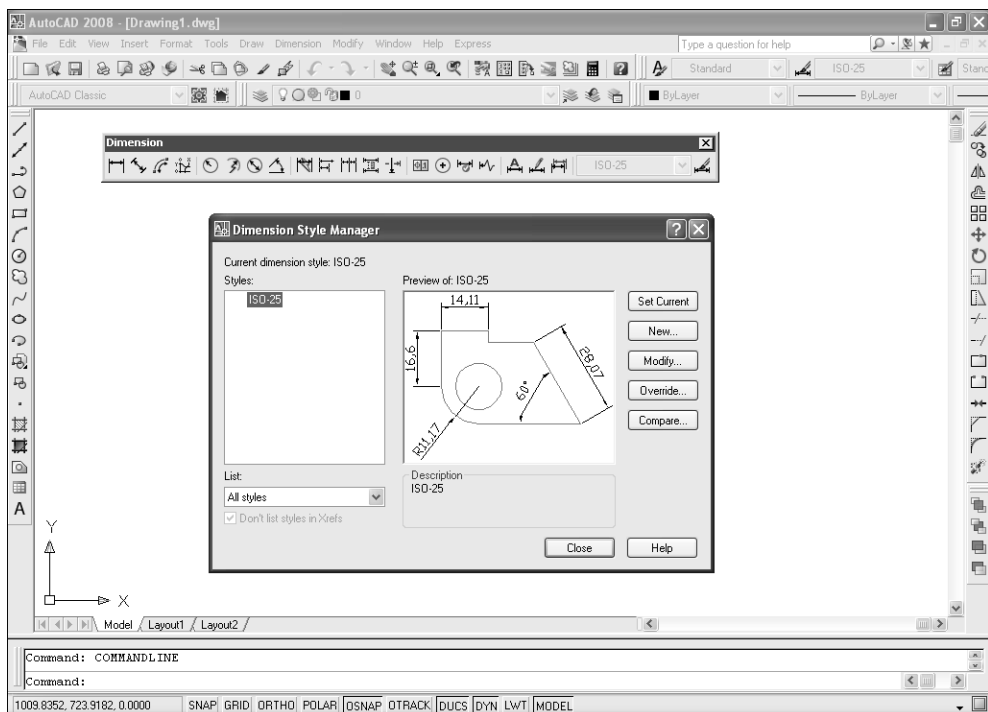 AutoCAD 2008 - [Drawing1.dwg]
File Edit View Insert Format Tools Draw Dimension Modify Window Help Express
Type a question for help
Standard
ISO-25
Stanc
AutoCAD Classic
0
ByLayer
ByLayer
Dimension
ISO-25
Dimension Style Manager
Current dimension style: ISO-25
Styles:
ISO-25
Preview of: ISO-25
14,11
16,6
28,07
60°
R11,17
Set Current
New...
Modify...
Override...
Compare...
List:
All styles
Don't list styles in Xrefs
Description
ISO-25
Close
Help
A
Y
X
Model Layout1 Layout2
Command: COMMANDLINE
Command:
1009.8352, 723.9182, 0.0000
SNAP GRID ORTHO POLAR OSNAP OTRACK DUCS DYN LWT MODEL